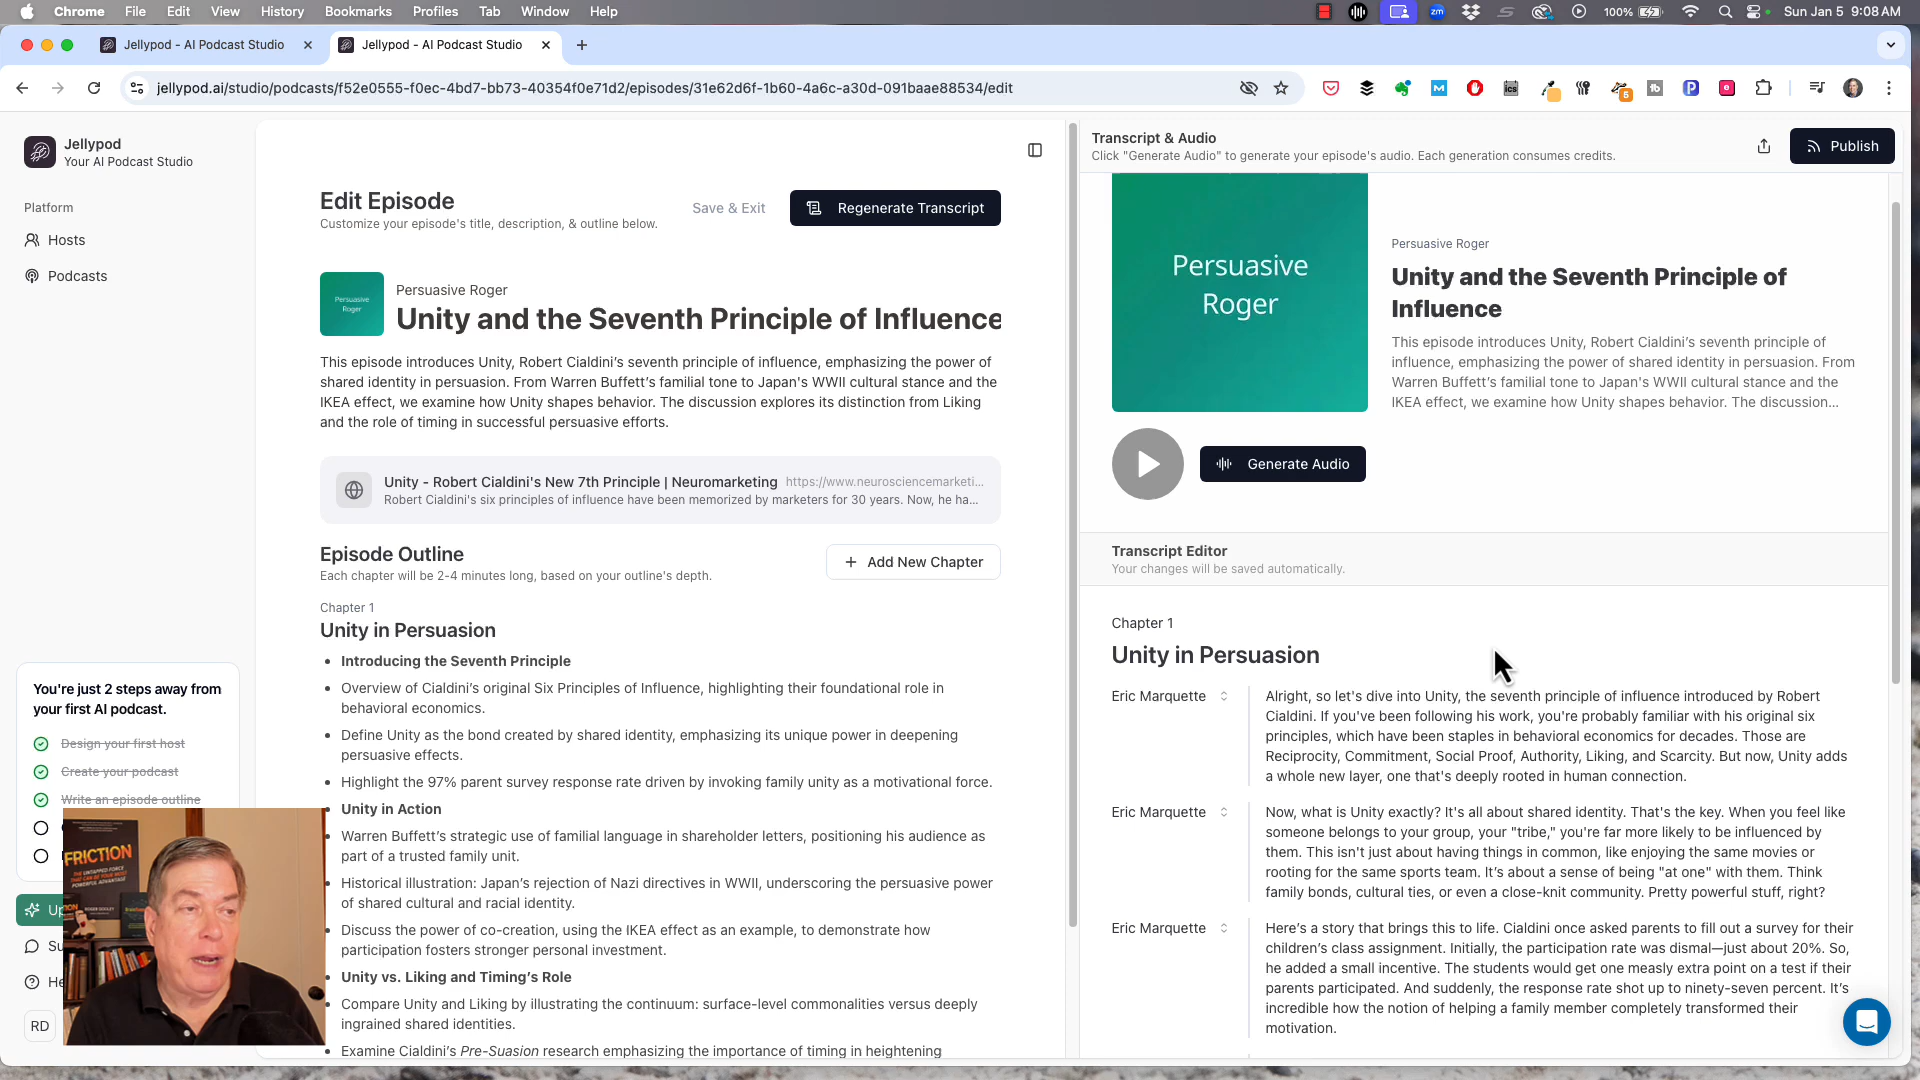 Chrome File Edit View History Bookmarks Profiles Tab Window Help
zm
100%
Sun Jan 5 9:08 AM
Jellypod - AI Podcast Studio
Jellypod - AI Podcast Studio
jellypod.ai/studio/podcasts/f52e0555-f0ec-4bd7-bb73-40354f0e71d2/episodes/31e62d6f-1b60-4a6c-a30d-091baae88534/edit
ics
5
Jellypod
Your AI Podcast Studio
Platform
Hosts
Podcasts
You're just 2 steps away from
your first AI podcast.
Design your first host
Create your podcast
Write an episode outline
Up
Su
He
RD
FRICTION
THE UNTAPPED FORCE
THAT CAN BE YOUR MOST
POWERFUL ADVANTAGE
ROGER DOOLEY
Edit Episode
Customize your episode's title, description, & outline below.
Save & Exit
Regenerate Transcript
Persuasive
Roger
Persuasive Roger
Unity and the Seventh Principle of Influence
This episode introduces Unity, Robert Cialdini’s seventh principle of influence, emphasizing the power of
shared identity in persuasion. From Warren Buffett’s familial tone to Japan's WWII cultural stance and the
IKEA effect, we examine how Unity shapes behavior. The discussion explores its distinction from Liking
and the role of timing in successful persuasive efforts.
Unity - Robert Cialdini's New 7th Principle | Neuromarketing https://www.neurosciencemarketi...
Robert Cialdini's six principles of influence have been memorized by marketers for 30 years. Now, he ha...
Episode Outline
Each chapter will be 2-4 minutes long, based on your outline's depth.
+ Add New Chapter
Chapter 1
Unity in Persuasion
• Introducing the Seventh Principle
• Overview of Cialdini’s original Six Principles of Influence, highlighting their foundational role in
behavioral economics.
• Define Unity as the bond created by shared identity, emphasizing its unique power in deepening
persuasive effects.
• Highlight the 97% parent survey response rate driven by invoking family unity as a motivational force.
• Unity in Action
• Warren Buffett’s strategic use of familial language in shareholder letters, positioning his audience as
part of a trusted family unit.
• Historical illustration: Japan’s rejection of Nazi directives in WWII, underscoring the persuasive power
of shared cultural and racial identity.
• Discuss the power of co-creation, using the IKEA effect as an example, to demonstrate how
participation fosters stronger personal investment.
• Unity vs. Liking and Timing’s Role
• Compare Unity and Liking by illustrating the continuum: surface-level commonalities versus deeply
ingrained shared identities.
• Examine Cialdini’s Pre-Suasion research emphasizing the importance of timing in heightening
Transcript & Audio
Click "Generate Audio" to generate your episode's audio. Each generation consumes credits.
Publish
Persuasive
Roger
Persuasive Roger
Unity and the Seventh Principle of
Influence
This episode introduces Unity, Robert Cialdini’s seventh principle of
influence, emphasizing the power of shared identity in persuasion. From
Warren Buffett’s familial tone to Japan's WWII cultural stance and the
IKEA effect, we examine how Unity shapes behavior. The discussion...
Generate Audio
Transcript Editor
Your changes will be saved automatically.
Chapter 1
Unity in Persuasion
Eric Marquette
Alright, so let's dive into Unity, the seventh principle of influence introduced by Robert
Cialdini. If you've been following his work, you're probably familiar with his original six
principles, which have been staples in behavioral economics for decades. Those are
Reciprocity, Commitment, Social Proof, Authority, Liking, and Scarcity. But now, Unity adds
a whole new layer, one that's deeply rooted in human connection.
Eric Marquette
Now, what is Unity exactly? It's all about shared identity. That's the key. When you feel like
someone belongs to your group, your "tribe," you're far more likely to be influenced by
them. This isn't just about having things in common, like enjoying the same movies or
rooting for the same sports team. It’s about a sense of being "at one" with them. Think
family bonds, cultural ties, or even a close-knit community. Pretty powerful stuff, right?
Eric Marquette
Here’s a story that brings this to life. Cialdini once asked parents to fill out a survey for their
children’s class assignment. Initially, the participation rate was dismal—just about 20%. So,
he added a small incentive. The students would get one measly extra point on a test if their
parents participated. And suddenly, the response rate shot up to ninety-seven percent. It’s
incredible how the notion of helping a family member completely transformed their
motivation.